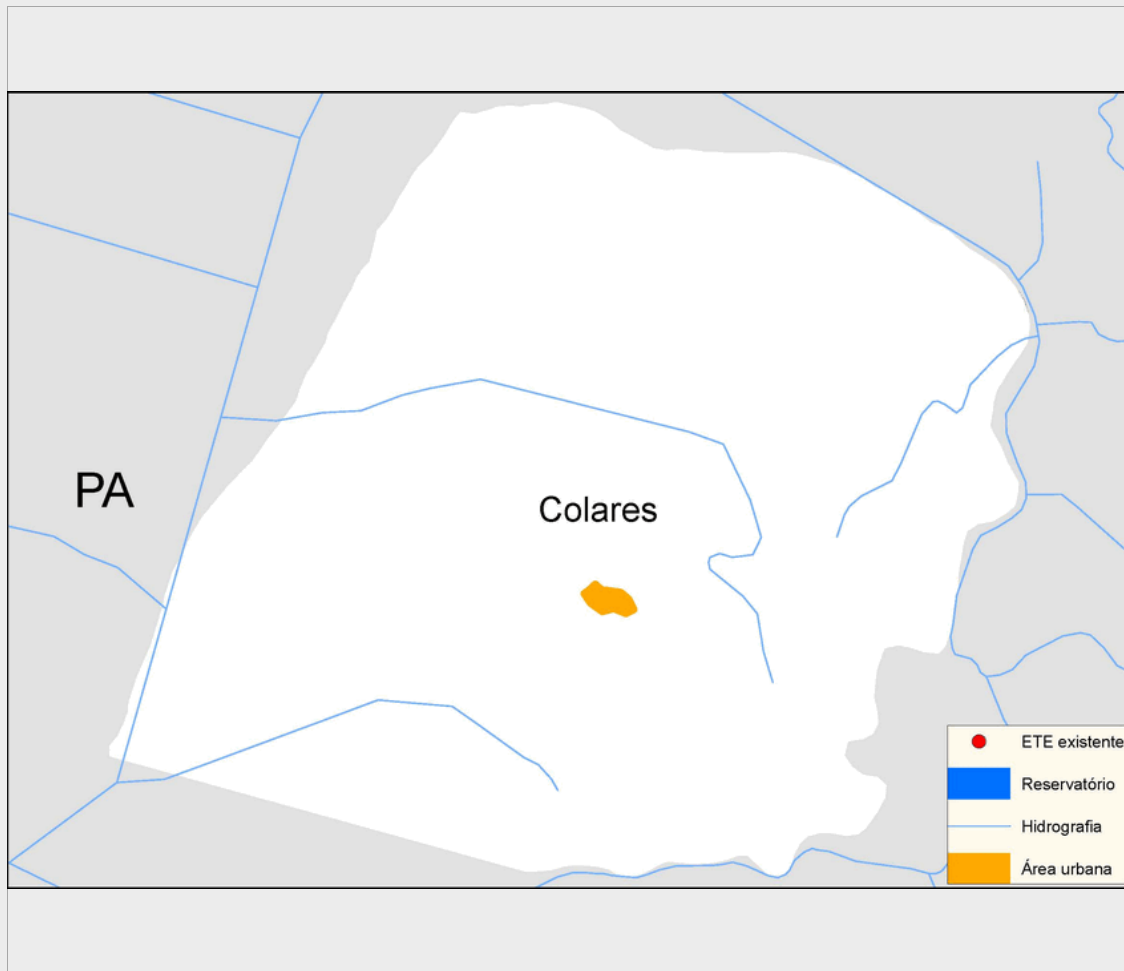 PA
Colares
ETE existente
Reservatório
Hidrografia
Área urbana